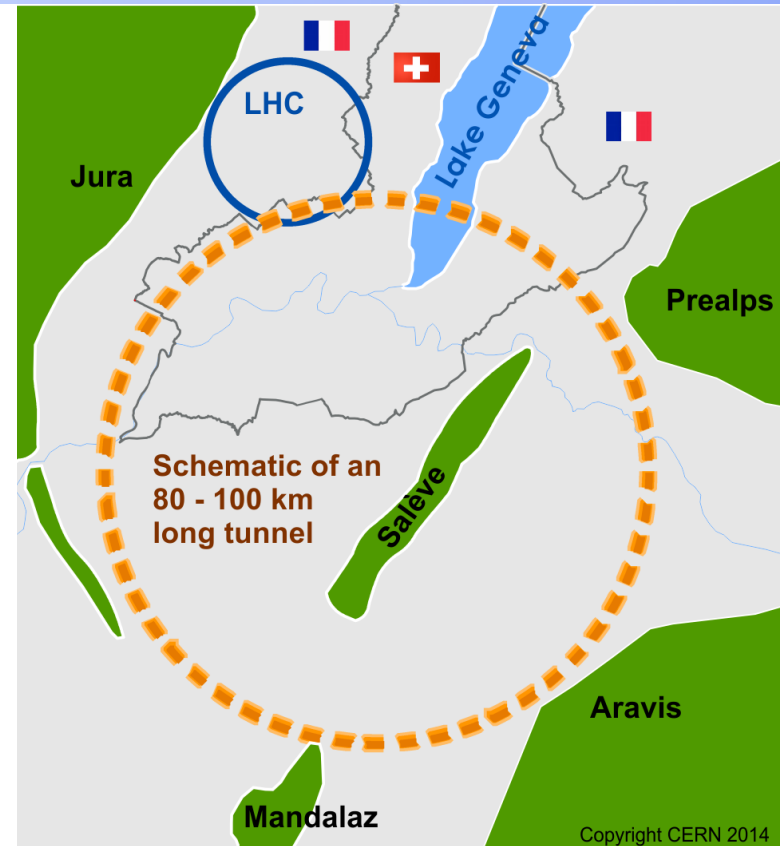 LHC
Lake Geneva
Jura
Prealps
Schematic of an
80 - 100 km
long tunnel
Salève
Aravis
Mandalaz
Copyright CERN 2014